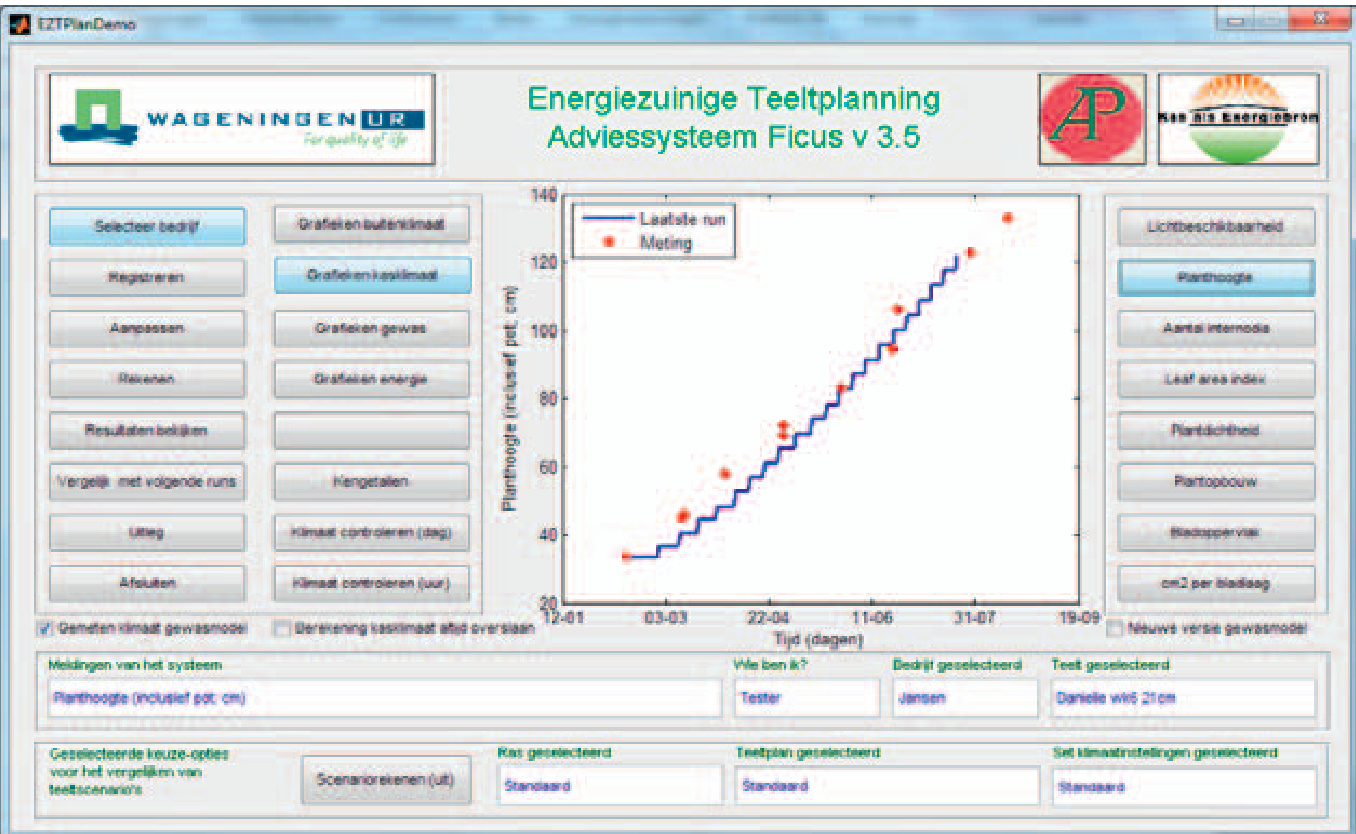 EZTPlanDemo
WAGENINGEN UR
For quality of life
Energiezuinige Teeltplanning
Adviessysteem Ficus v 3.5
AP
Kas als Energiebron
Selecteer bedrijf
Registreren
Aanpassen
Rekenen
Resultaten bekijken
Vergelijk met volgende runs
Uitleg
Afsluiten
Grafieken buitenklimaat
Grafieken kasklimaat
Grafieken gewas
Grafieken energie
Kengetallen
Klimaat controleren (dag)
Klimaat controleren (uur)
Laatste run
Meting
Planthoogte (inclusief pot, cm)
140
120
100
80
60
40
20
12-01 03-03 22-04 11-06 31-07 19-09
Tijd (dagen)
Lichtbeschikbaarheid
Planthoogte
Aantal internodia
Leaf area index
Plantdichtheid
Plantopbouw
Bladoppervlak
cm2 per bladlaag
Gemeten klimaat gewasmodel
Berekening kasklimaat altijd overslaan
Nieuwe versie gewasmodel
Meldingen van het systeem
Wie ben ik?
Bedrijf geselecteerd
Teelt geselecteerd
Planthoogte (inclusief pot, cm)
Tester
Jansen
Danielle wk6 21cm
Geselecteerde keuze-opties
voor het vergelijken van
teeltscenario's
Scenariorekenen (uit)
Ras geselecteerd
Teeltplan geselecteerd
Set klimaatinstellingen geselecteerd
Standaard
Standaard
Standaard